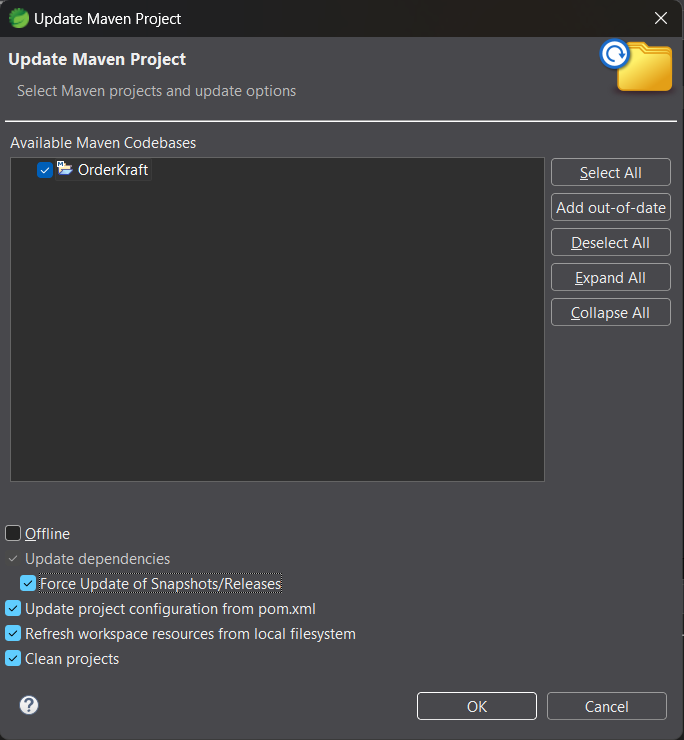 Update Maven Project
Update Maven Project
Select Maven projects and update options
Available Maven Codebases
OrderKraft
Select All
Add out-of-date
Deselect All
Expand All
Collapse All
Offline
Update dependencies
Force Update of Snapshots/Releases
Update project configuration from pom.xml
Refresh workspace resources from local filesystem
Clean projects
?
OK
Cancel